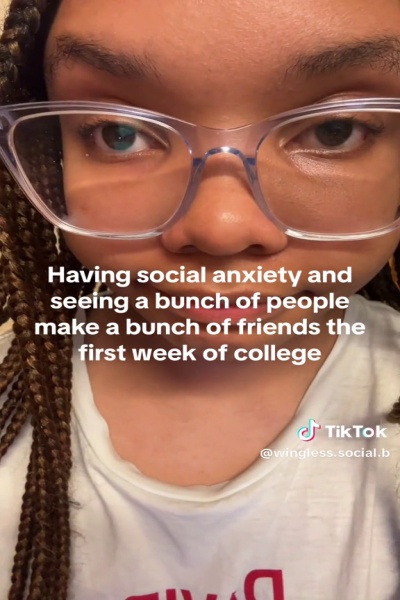 Having social anxiety and
seeing a bunch of people
make a bunch of friends the
first week of college
TikTok
@wingless.social.b